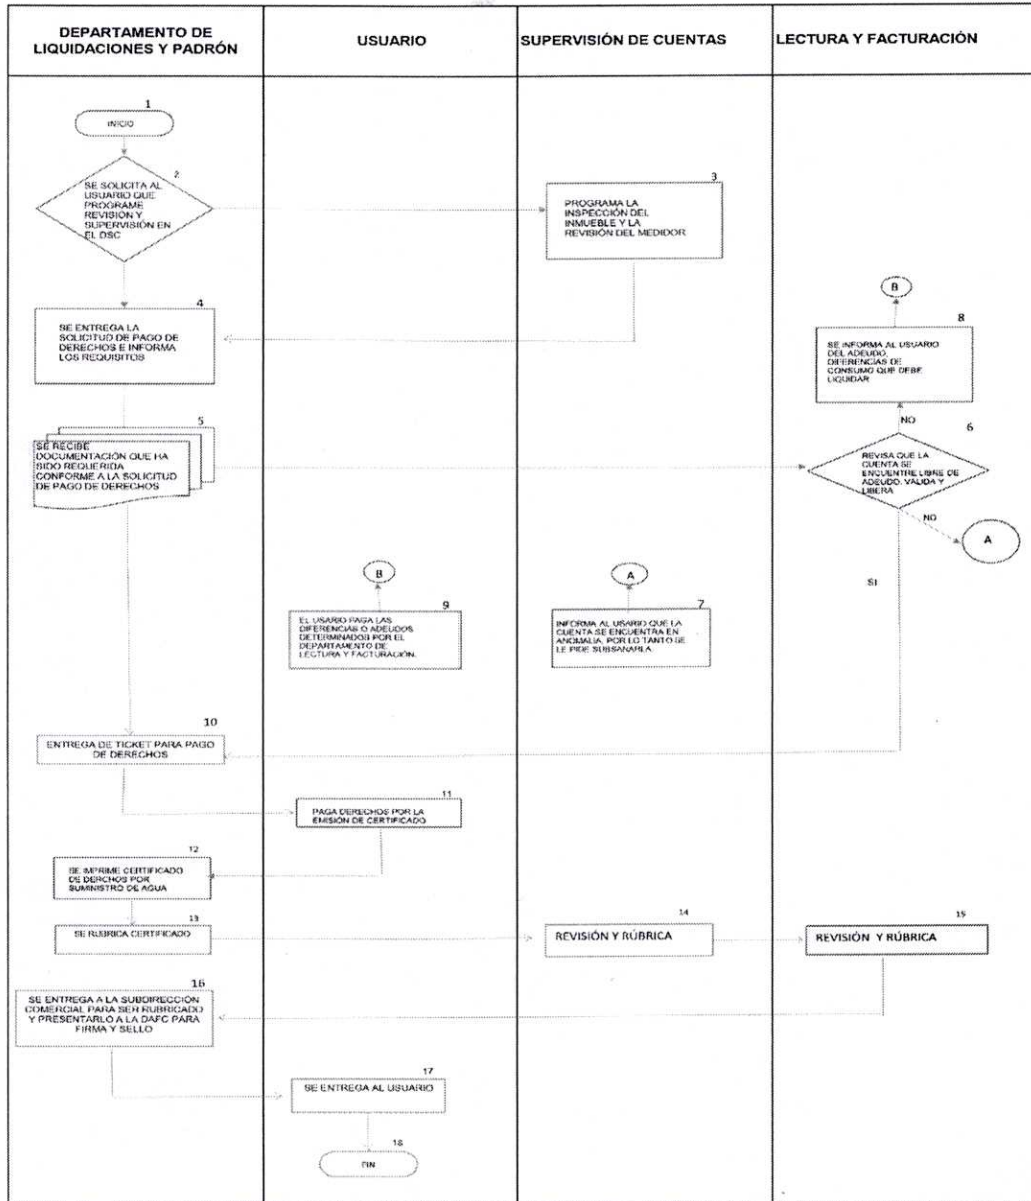 DEPARTAMENTO DE
LIQUIDACIONES Y PADRÓN
USUARIO
SUPERVISIÓN DE CUENTAS
LECTURA Y FACTURACIÓN
1
INICIO
2
SE SOLICITA AL
USUARIO QUE
PROGRAME
REVISIÓN Y
SUPERVISIÓN EN
EL DSC
3
PROGRAMA LA
INSPECCIÓN DEL
INMUEBLE Y LA
REVISIÓN DEL MEDIDOR
4
SE ENTREGA LA
SOLICITUD DE PAGO DE
DERECHOS E INFORMA
LOS REQUISITOS
B
8
SE INFORMA AL USUARIO
DEL ADEUDO,
DIFERENCIAS DE
CONSUMO QUE DEBE
LIQUIDAR
NO
5
SE RECIBE
DOCUMENTACIÓN QUE HA
SIDO REQUERIDA
CONFORME A LA SOLICITUD
DE PAGO DE DERECHOS
6
REVISA QUE LA
CUENTA SE
ENCUENTRE LIBRE DE
ADEUDO, VALIDA Y
LIBERA
NO
A
SI
B
9
EL USARIO PAGA LAS
DIFERENCIAS O ADEUDOS
DETERMINADOS POR EL
DEPARTAMENTO DE
LECTURA Y FACTURACIÓN.
A
7
INFORMA AL USARIO QUE LA
CUENTA SE ENCUENTRA EN
ANOMALIA, POR LO TANTO SE
LE PIDE SUBSANARLA.
10
ENTREGA DE TICKET PARA PAGO
DE DERECHOS
11
PAGA DERECHOS POR LA
EMISIÓN DE CERTIFICADO
12
SE IMPRIME CERTIFICADO
DE DERCHOS POR
SUMINISTRO DE AGUA
13
SE RUBRICA CERTIFICADO
14
REVISIÓN Y RÚBRICA
15
REVISIÓN Y RÚBRICA
16
SE ENTREGA A LA SUBDIRECCIÓN
COMERCIAL PARA SER RUBRICADO
Y PRESENTARLO A LA DAFC PARA
FIRMA Y SELLO
17
SE ENTREGA AL USUARIO
18
FIN